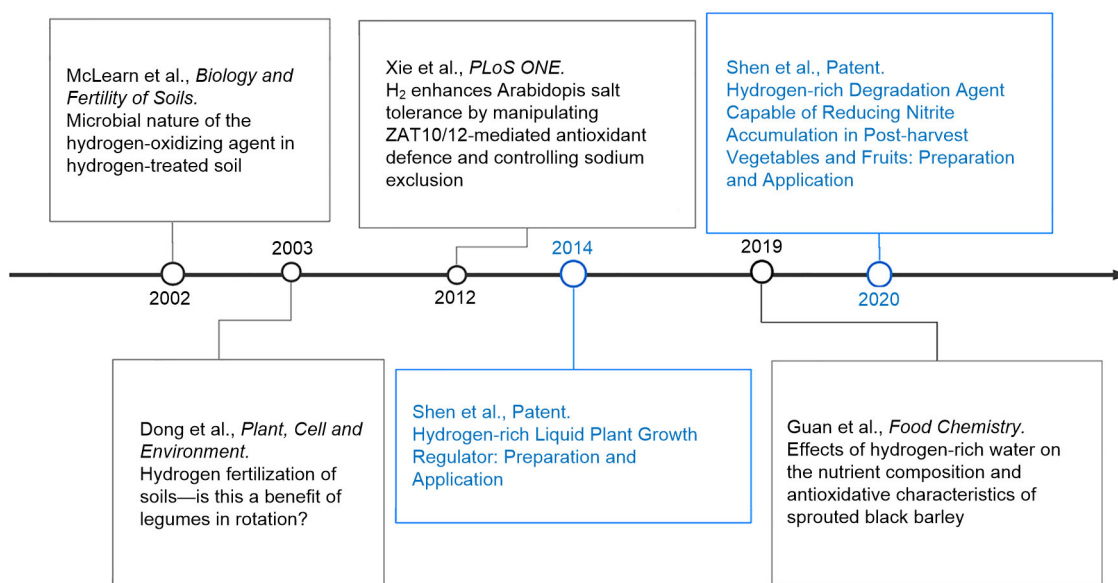 McLearn et al., Biology and
Fertility of Soils.
Microbial nature of the
hydrogen-oxidizing agent in
hydrogen-treated soil
Xie et al., PLoS ONE.
H₂ enhances Arabidopis salt
tolerance by manipulating
ZAT10/12-mediated antioxidant
defence and controlling sodium
exclusion
Shen et al., Patent.
Hydrogen-rich Degradation Agent
Capable of Reducing Nitrite
Accumulation in Post-harvest
Vegetables and Fruits: Preparation
and Application
2002
2003
2012
2014
2019
2020
Dong et al., Plant, Cell and
Environment.
Hydrogen fertilization of
soils—is this a benefit of
legumes in rotation?
Shen et al., Patent.
Hydrogen-rich Liquid Plant Growth
Regulator: Preparation and
Application
Guan et al., Food Chemistry.
Effects of hydrogen-rich water on
the nutrient composition and
antioxidative characteristics of
sprouted black barley